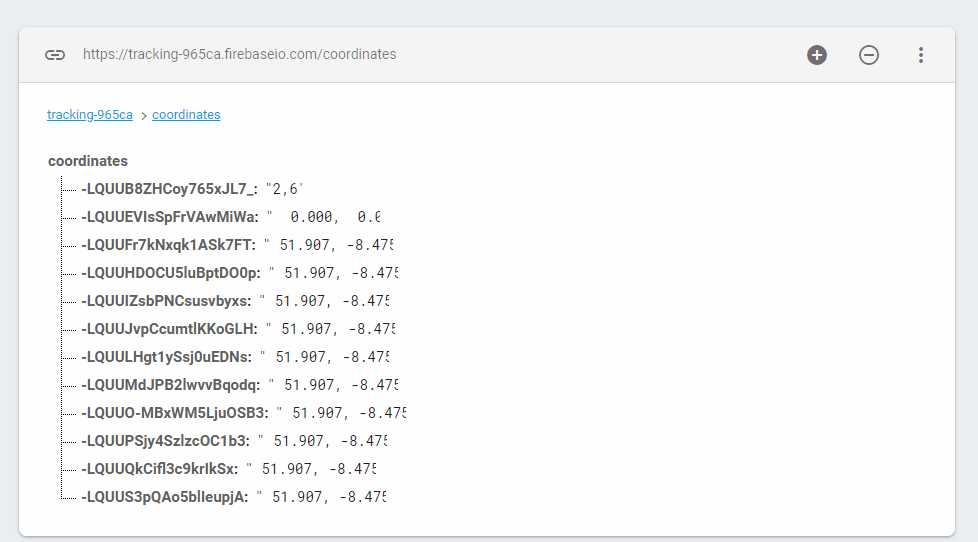 https://tracking-965ca.firebaseio.com/coordinates
tracking-965ca > coordinates
coordinates
-LQUUB8ZHCoy765xJL7_: "2,6"
-LQUUEVIsSpFrVAwMiWa: " 0.000, 0.0
-LQUUFr7kNxqk1ASk7FT: " 51.907, -8.475
-LQUUHDOCU5luBptDO0p: " 51.907, -8.475
-LQUUIZsbPNCsusvbyxs: " 51.907, -8.475
-LQUUJvpCcumtlKKoGLH: " 51.907, -8.475
-LQUULHgt1ySsj0uEDNs: " 51.907, -8.475
-LQUUMdJPB2lwvvBqodq: " 51.907, -8.475
-LQUUO-MBxWM5LjuOSB3: " 51.907, -8.475
-LQUUPSjy4SzlzcOC1b3: " 51.907, -8.475
-LQUUQkCifl3c9krIkSx: " 51.907, -8.475
-LQUUS3pQAo5blleupjA: " 51.907, -8.475